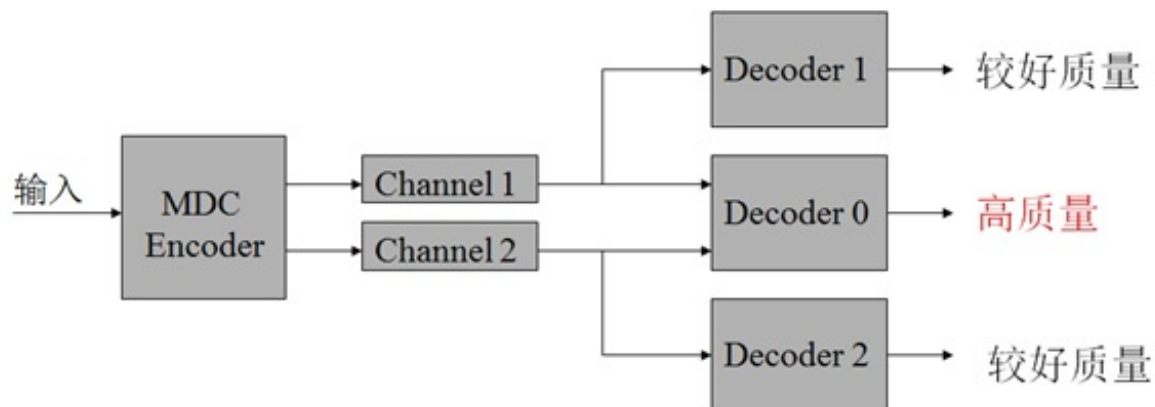 Decoder 1
较好质量
输入
MDC
Encoder
Channel 1
Channel 2
Decoder 0
高质量
Decoder 2
较好质量